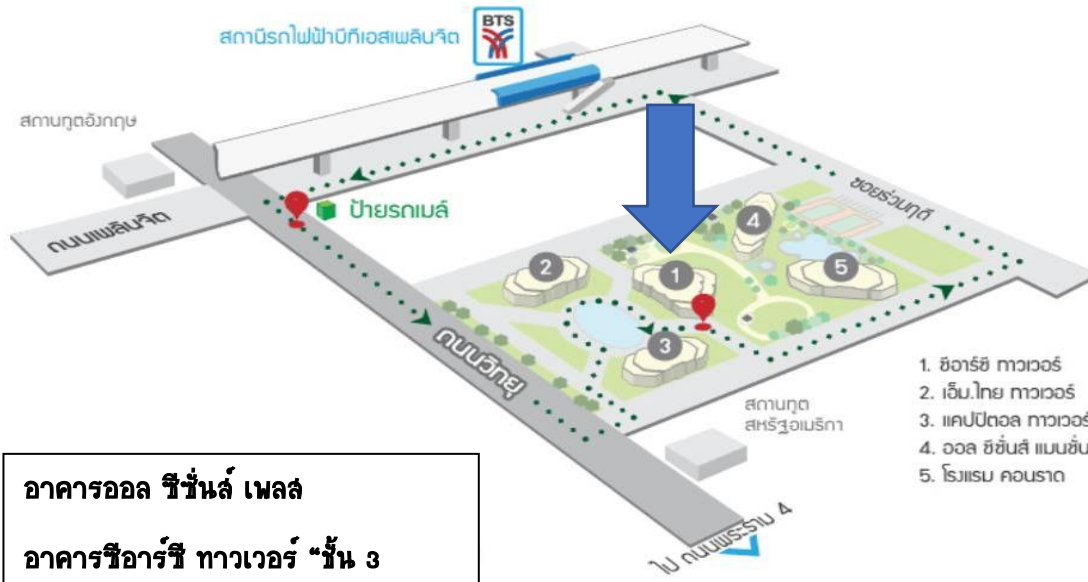 สถานีรถไฟฟ้าบีทีเอสเพลินจิต
BTS
สถานทูตอังกฤษ
ป้ายรถเมล์
ถนนเพลินจิต
ซอยร่วมฤดี
4
2
1
5
3
ถนนวิทยุ
สถานทูต
สหรัฐอเมริกา
1. ซีอาร์ซี ทาวเวอร์
2. เอ็ม.ไทย ทาวเวอร์
3. แคปปิตอล ทาวเวอร์
4. ออล ซีซั่นส์ แมนชั่น
5. โรงแรม คอนราด
ไป ถนนพระราม 4
อาคารออล ซีซั่นส์ เพลส
อาคารซีอาร์ซี ทาวเวอร์ “ชั้น 3